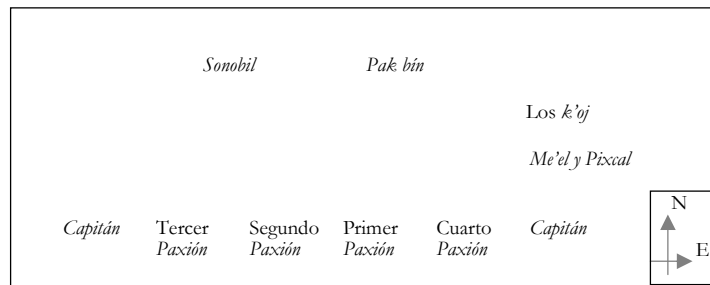 Sonobil Pak bín
Los k’oj
Me’el y Pixcal
Capitán Tercer Segundo Primer Cuarto Capitán
Paxión Paxión Paxión Paxión
N
E